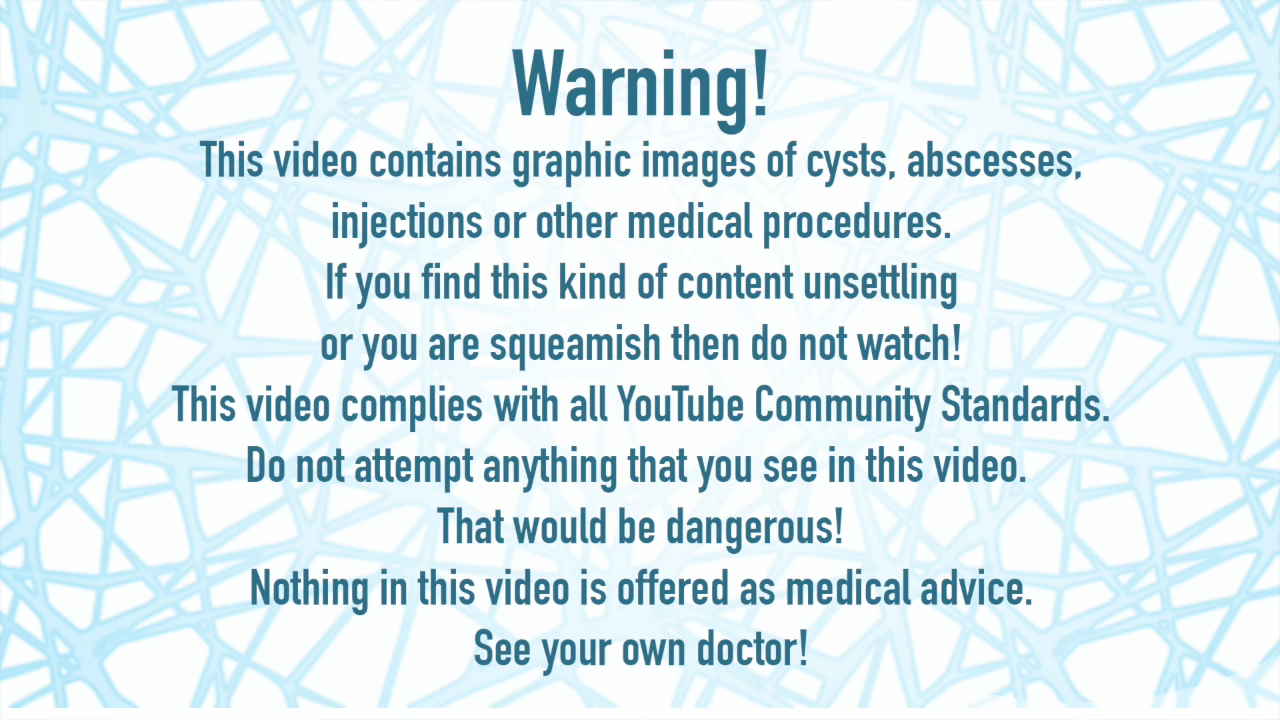 Warning!
This video contains graphic images of cysts, abscesses,
injections or other medical procedures.
If you find this kind of content unsettling
or you are squeamish then do not watch!
This video complies with all YouTube Community Standards.
Do not attempt anything that you see in this video.
That would be dangerous!
Nothing in this video is offered as medical advice.
See your own doctor!